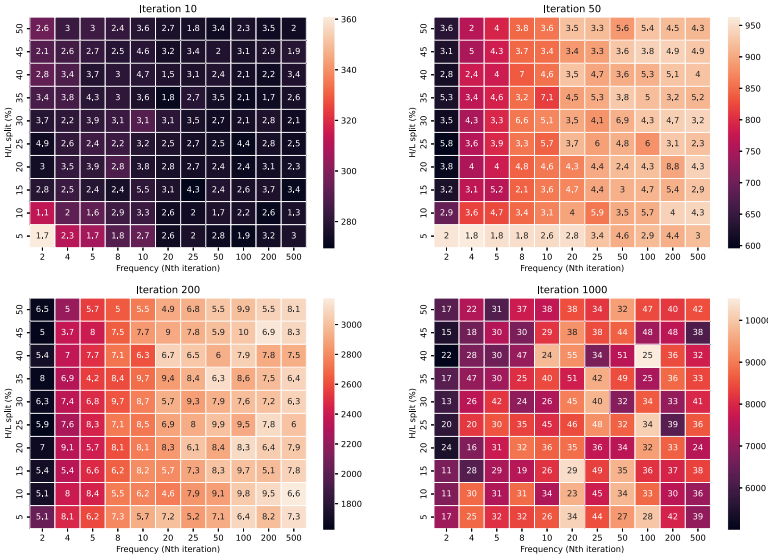 Iteration 10
H/L split (%)
50 2.6 3 3 2.4 3.6 2.7 1.8 3.4 3.3 3.5 2
45 2.1 2.6 2.7 2.5 4.6 3.2 3.4 2 3.1 2.9 1.9
40 2.8 3,4 3,7 3 4,7 3.1 2.4 3.4 2.1 2.2 3,4
35 3,4 3.8 4,3 3 3,6 1,8 2.7 3.5 2.1 1,7 2.6
30 3.7 2.2 3.9 3,1 3,1 3.1 2.8 3.5 2.1 2.8 2.1
25 4,9 2.6 2.4 2.2 2,2 3.6 2.5 3 4,4 2.8 2.5
20 3 3.5 3,9 2,8 3.8 2.8 2.7 2.4 2.4 3.1 2.3
15 2.8 2.5 2.4 2.4 5.5 3,1 4,3 2.4 2.6 3.7 3,4
10 1,1 2 1,6 2.9 3.3 2.6 2 1,7 2.2 2.6 1.3
5 1,7 2,3 1,7 1,8 2,7 2.6 2 2.8 1,9 3.2 3
2 4 5 8 10 20 25 50 100 200 500
Frequency (Nth iteration)
360
340
320
300
280
Iteration 50
H/L split (%)
50 3.6 2 4 3.8 3.6 3.5 3.3 5.6 5.4 4.5 4.3
45 3.1 5 4.3 3.7 3.4 3.4 3.3 3.6 3.8 4.9 4.9
40 2.8 2.4 4 7 4.6 3.5 4,7 3.6 5,3 5,1 4
35 5.3 3.4 4.6 3.2 7,1 4,5 5,3 3.8 5 3,2 5,2
30 3.5 4.3 3.3 6.6 5,1 3.5 4,1 6,9 4,3 4,7 3.2
25 5.8 3.6 3,9 3.3 5,7 3,7 6 4,8 6 3,1 4,3
20 3.8 4 4 4,8 4,6 4.3 3,7 2.4 4,3 8,8 4,3
15 3.2 3,1 5,2 2,1 3,6 4,7 4,4 3 4,7 5,4 2.9
10 2,9 3,6 4,7 3,4 3,1 4 5,9 3.5 5,7 4 4,3
5 2 1,8 1,8 1,8 2,6 2.8 3,4 4,6 2.9 4,4 3
2 4 5 8 10 20 25 50 100 200 500
Frequency (Nth iteration)
950
900
850
800
750
700
650
600
Iteration 200
H/L split (%)
50 6.5 5 5.7 5 5.5 4.9 6.8 5.5 9.9 5.5 8.1
45 5 3,7 8 7.5 7,7 9 7.8 5,9 10 6,9 8,3
40 5.4 7 7,7 7,1 6,3 6,7 6,5 6 7,9 7,8 7,5
35 8 6,9 4,2 8,4 9,7 9,4 8,4 6,3 8,6 7,5 6,4
30 6.3 7,4 6,8 9,7 8,7 5,7 9,3 7,9 7,6 7,2 6,3
25 5.9 7,6 8,3 7,1 8,5 6,9 8 9,9 9,5 7,8 6
20 7 9,1 5,7 8,1 8,1 8,3 6,1 8,4 8,3 7,9 9,4
15 5.4 5,4 6,6 6,2 8,2 5,7 7,3 8,3 9,7 5,1 7,8
10 5,1 8 8,4 5,5 6,2 4,6 7,9 9,1 9,8 9,5 6,6
5 5,1 8,1 6,2 7,3 5,7 7,2 5,2 7,1 6,4 8,2 7,3
2 4 5 8 10 20 25 50 100 200 500
Frequency (Nth iteration)
3000
2800
2600
2400
2200
2000
1800
Iteration 1000
H/L split (%)
50 17 22 31 37 29 38 34 32 47 40 42
45 15 18 30 30 29 38 38 44 48 48 38
40 22 28 30 47 24 55 34 51 25 36 32
35 17 47 30 25 40 51 42 49 25 36 33
30 13 26 42 24 26 45 40 32 34 31 52
25 20 20 30 35 45 46 48 32 34 39 36
20 24 16 31 32 36 35 36 34 32 33 24
15 11 28 29 19 26 29 49 35 36 37 38
10 11 30 31 31 34 23 45 34 33 30 36
5 17 25 32 32 26 34 27 34 28 42 39
2 4 5 8 10 20 25 50 100 200 500
Frequency (Nth iteration)
10000
9000
8000
7000
6000